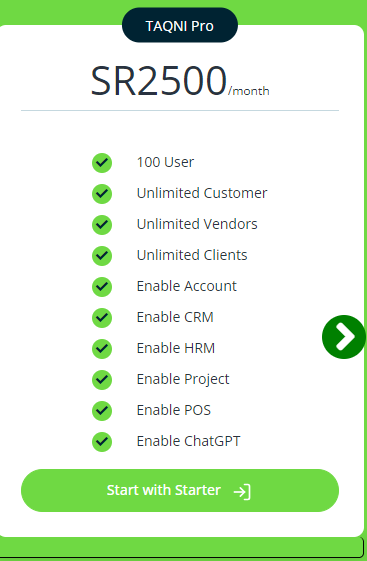 TAQNI Pro
SR2500/month
100 User
Unlimited Customer
Unlimited Vendors
Unlimited Clients
Enable Account
Enable CRM
Enable HRM
Enable Project
Enable POS
Enable ChatGPT
Start with Starter